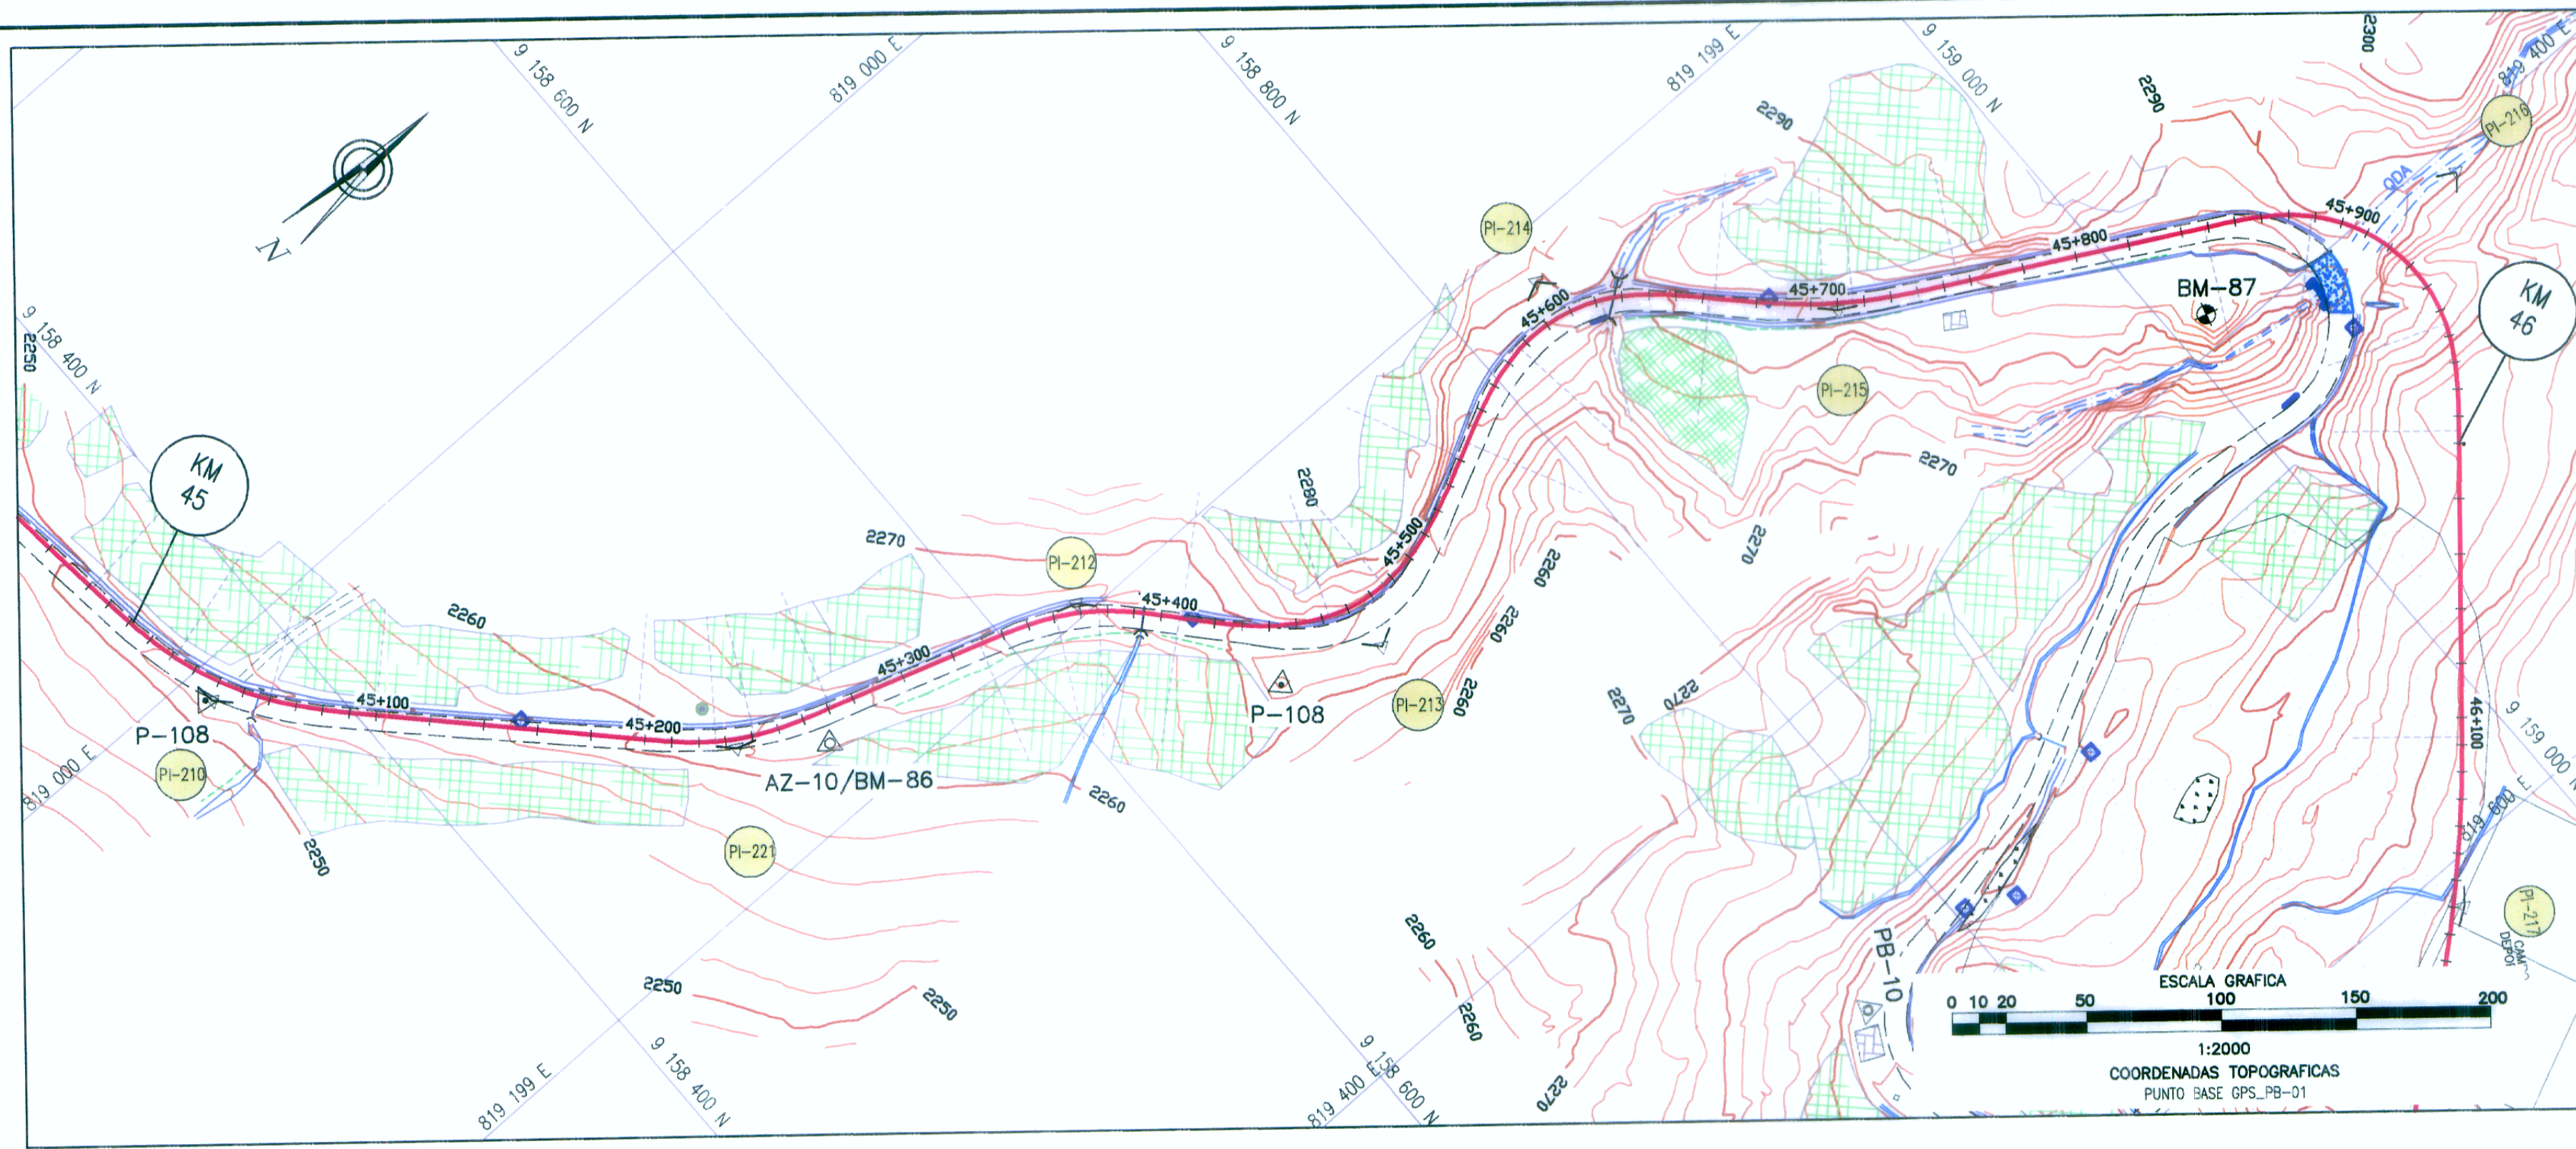 9 158 600 N
819 000 E
9 158 800 N
819 199 E
9 159 000 N
2300
819 400 E
2290
2290
PI-216
QDA
N
PI-214
45+900
45+800
BM-87
KM
46
45+700
45+600
9 158 400 N
2250
PI-215
KM
45
2270
2280
2270
PI-212
45+500
2270
2260
2260
45+400
2260
45+300
2260
45+100
45+200
P-108
P-108
PI-213
2260
2270
2270
46+100
9 159 000 N
819 000 E
PI-210
AZ-10/BM-86
2260
819 600 E
2250
PI-221
PI-217
CAM
DEPOI
2260
PB-10
2250
2250
2260
ESCALA GRAFICA
0 10 20 50 100 150 200
1:2000
COORDENADAS TOPOGRAFICAS
PUNTO BASE GPS_PB-01
819 199 E
9 158 400 N
819 400 E
9 158 600 N
2270